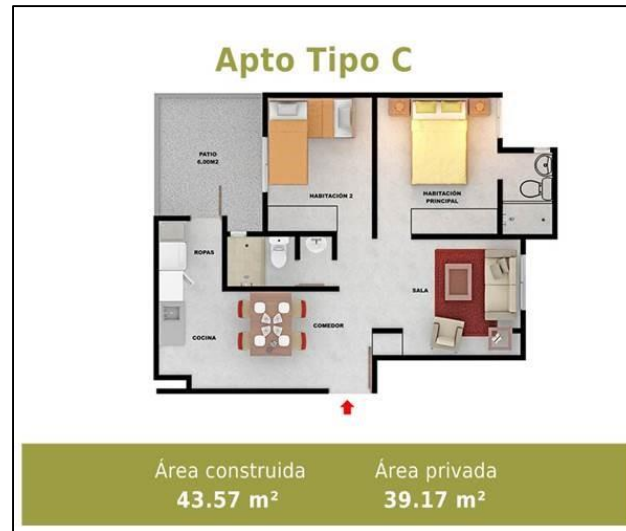 Apto Tipo C
PATIO
6,00M2
HABITACIÓN 2
HABITACIÓN
PRINCIPAL
ROPAS
SALA
COCINA
COMEDOR
Área construida
43.57 m²
Área privada
39.17 m²